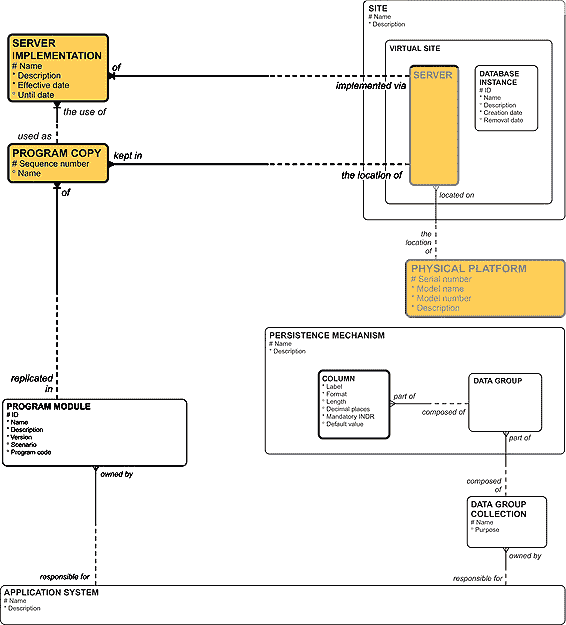 SITE
# Name
* Description
VIRTUAL SITE
SERVER
DATABASE
INSTANCE
# ID
* Name
° Description
* Creation date
° Removal date
SERVER
IMPLEMENTATION
# Name
* Description
* Effective date
° Until date
of
implemented via
the use of
used as
PROGRAM COPY
# Sequence number
° Name
kept in
the location of
of
located on
the
location
of
PHYSICAL PLATFORM
# Serial number
* Model name
* Model number
* Description
PERSISTENCE MECHANISM
# Name
* Description
COLUMN
* Label
* Format
° Length
° Decimal places
* Mandatory INDR
° Default value
part of
composed of
DATA GROUP
part of
replicated
in
PROGRAM MODULE
# ID
* Name
* Description
* Version
* Scenario
* Program code
owned by
composed
of
DATA GROUP
COLLECTION
# Name
° Purpose
owned by
responsible for
responsible for
APPLICATION SYSTEM
# Name
* Description